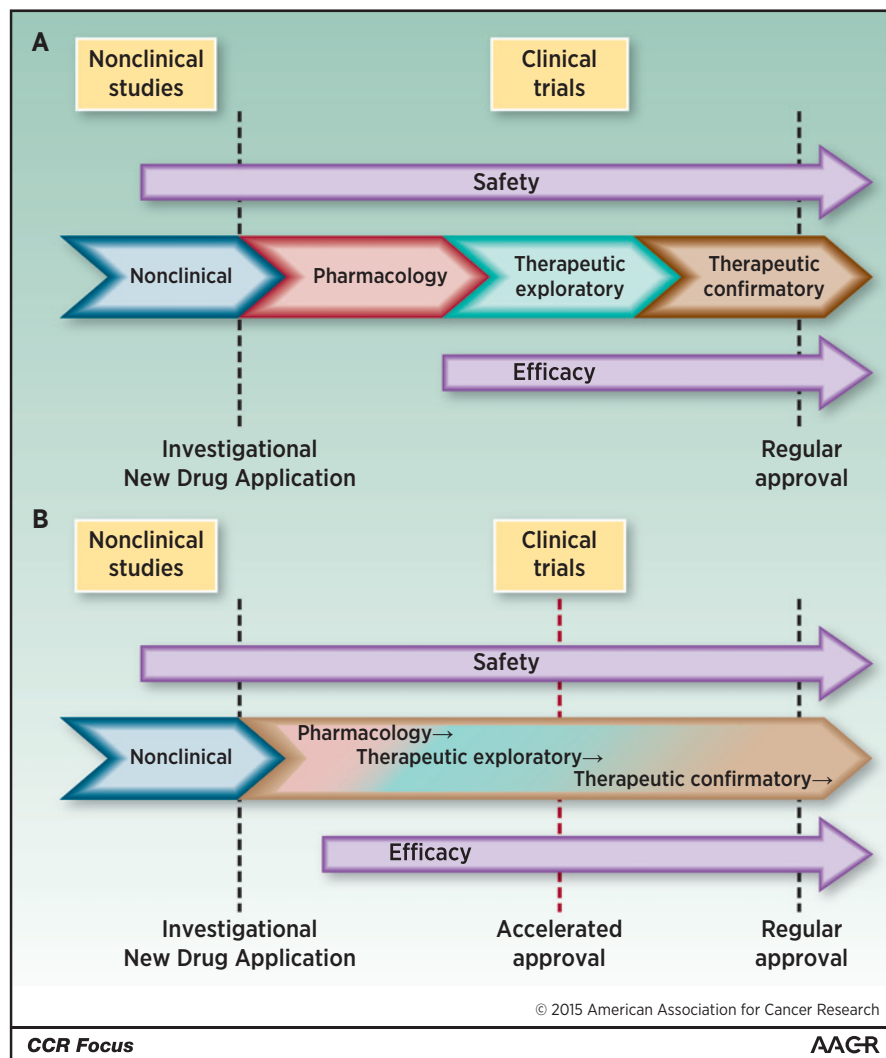 A
Nonclinical
studies
Clinical
trials
Safety
Nonclinical
Pharmacology
Therapeutic
exploratory
Therapeutic
confirmatory
Efficacy
Investigational
New Drug Application
Regular
approval
B
Nonclinical
studies
Clinical
trials
Safety
Pharmacology→
Nonclinical
Therapeutic exploratory→
Therapeutic confirmatory→
Efficacy
Investigational
New Drug Application
Accelerated
approval
Regular
approval
© 2015 American Association for Cancer Research
CCR Focus
AACR